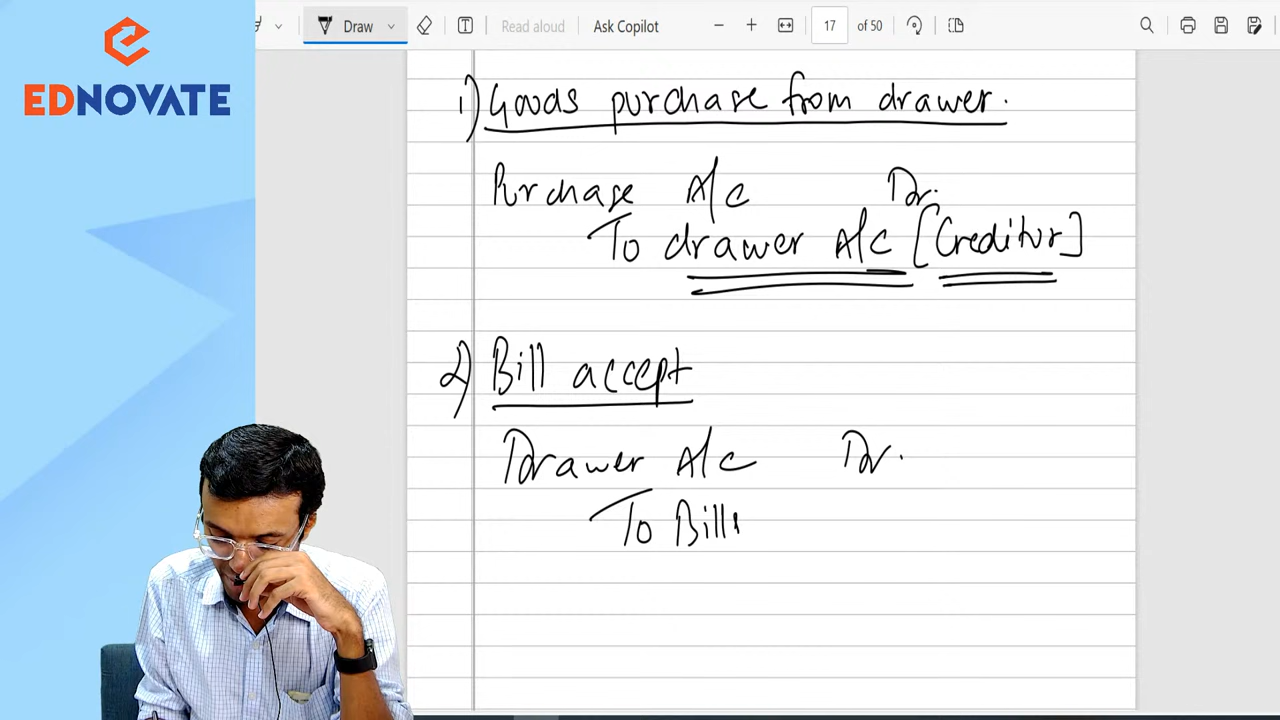 Draw
Read aloud
Ask Copilot
17
of 50
EDNOVATE
1) Goods purchase from drawer.
Purchase A/c Dr.
To drawer A/c [Creditor]
2) Bill accept
Drawer A/c Dr.
To Bills